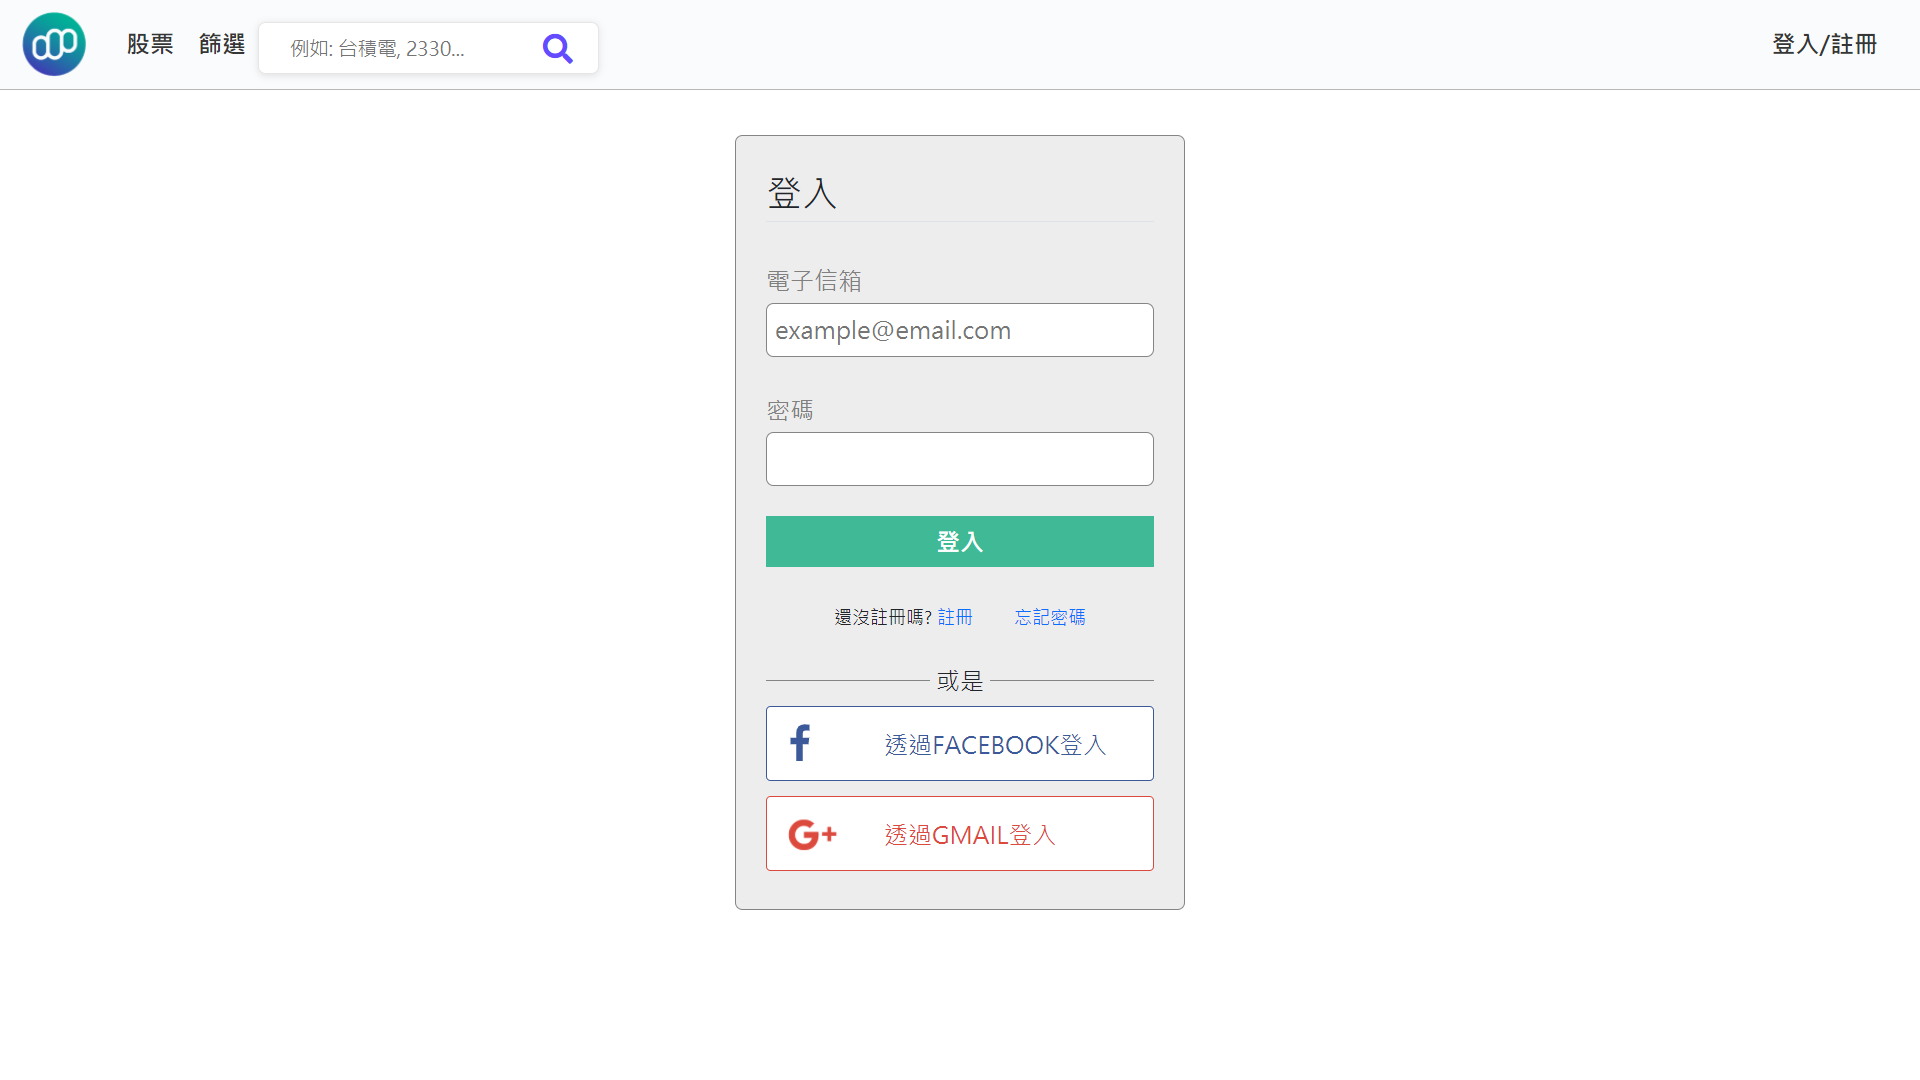 股票 篩選 例如: 台積電, 2330... 登入/註冊
登入
電子信箱
example@email.com
密碼
登入
還沒註冊嗎? 註冊 忘記密碼
或是
透過FACEBOOK登入
G+ 透過GMAIL登入